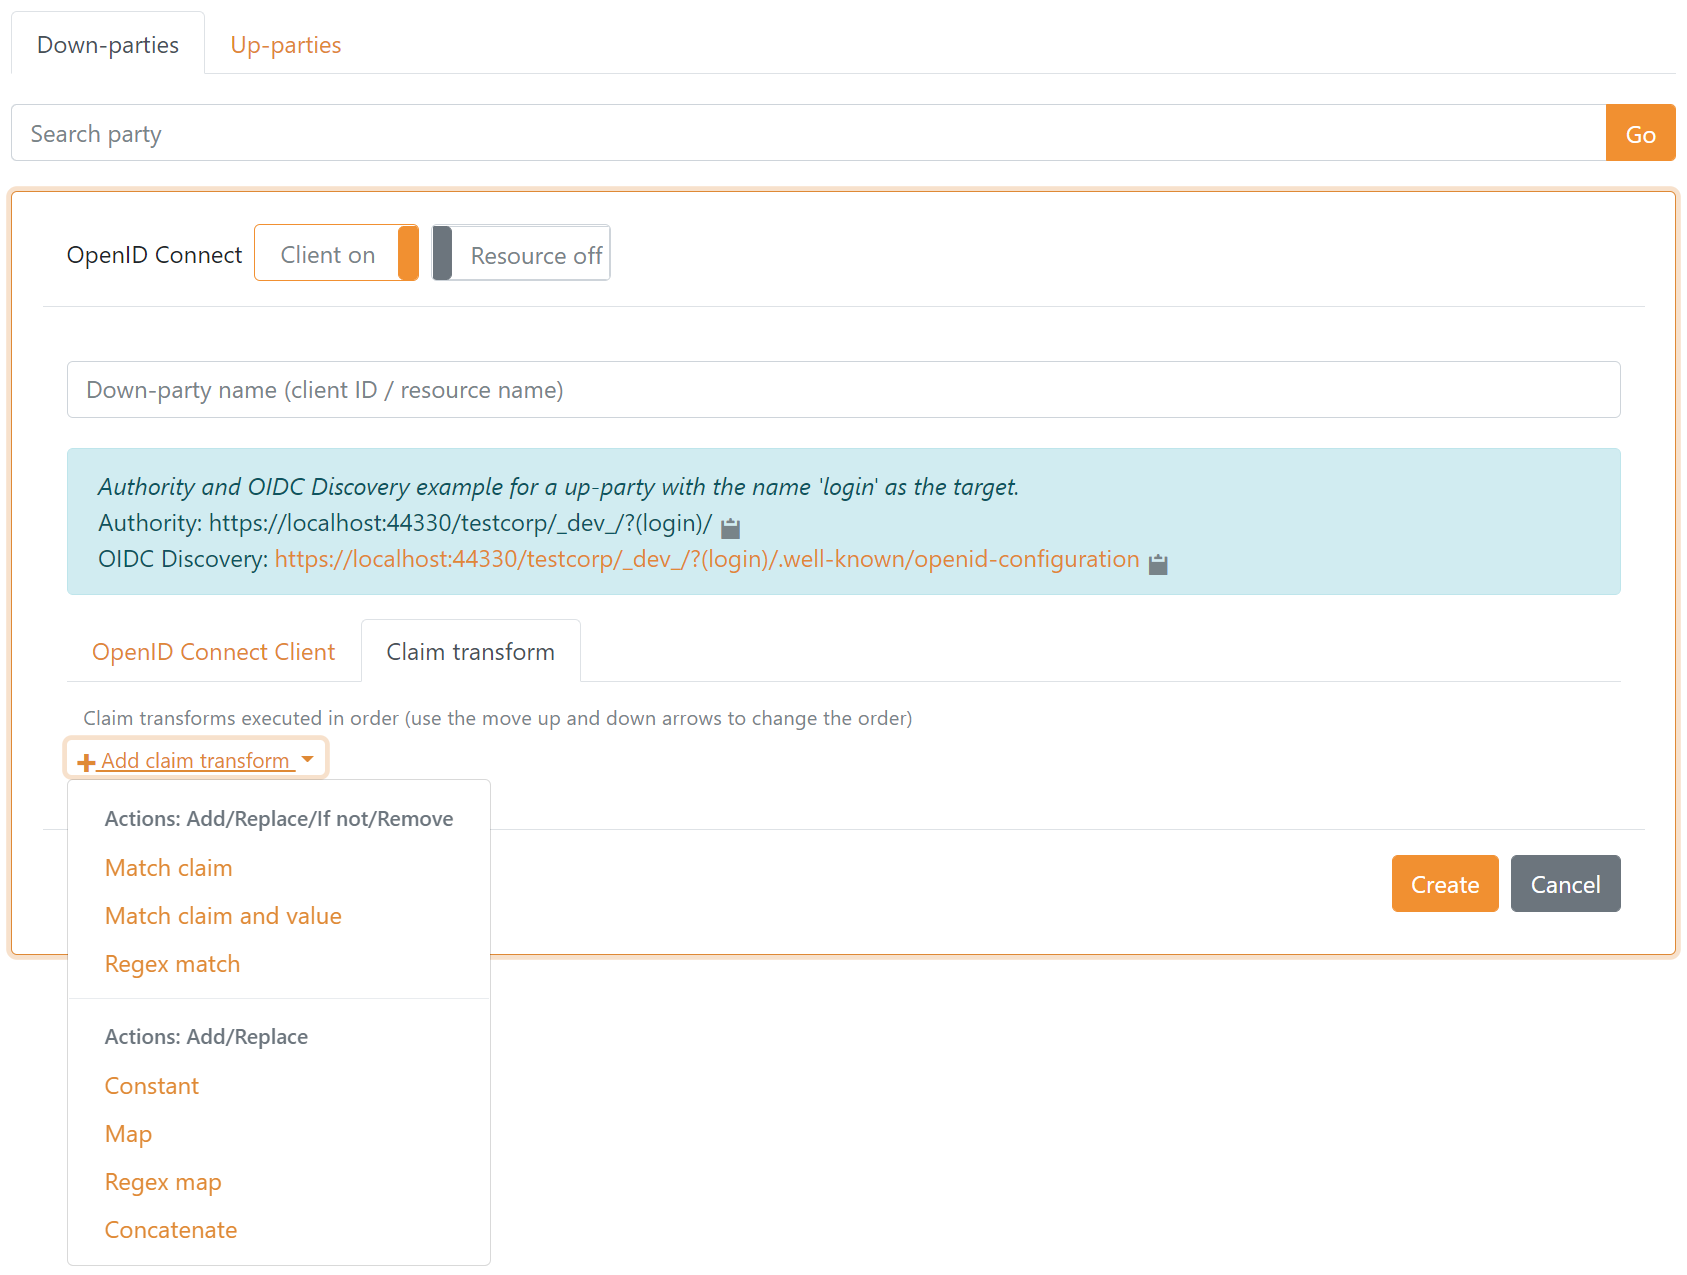 Down-parties Up-parties
Search party Go
OpenID Connect Client on Resource off
Down-party name (client ID / resource name)
Authority and OIDC Discovery example for a up-party with the name 'login' as the target.
Authority: https://localhost:44330/testcorp/_dev_/?(login)/
OIDC Discovery: https://localhost:44330/testcorp/_dev_/?(login)/.well-known/openid-configuration
OpenID Connect Client Claim transform
Claim transforms executed in order (use the move up and down arrows to change the order)
Add claim transform
Actions: Add/Replace/If not/Remove
Match claim
Match claim and value
Regex match
Actions: Add/Replace
Constant
Map
Regex map
Concatenate
Create Cancel